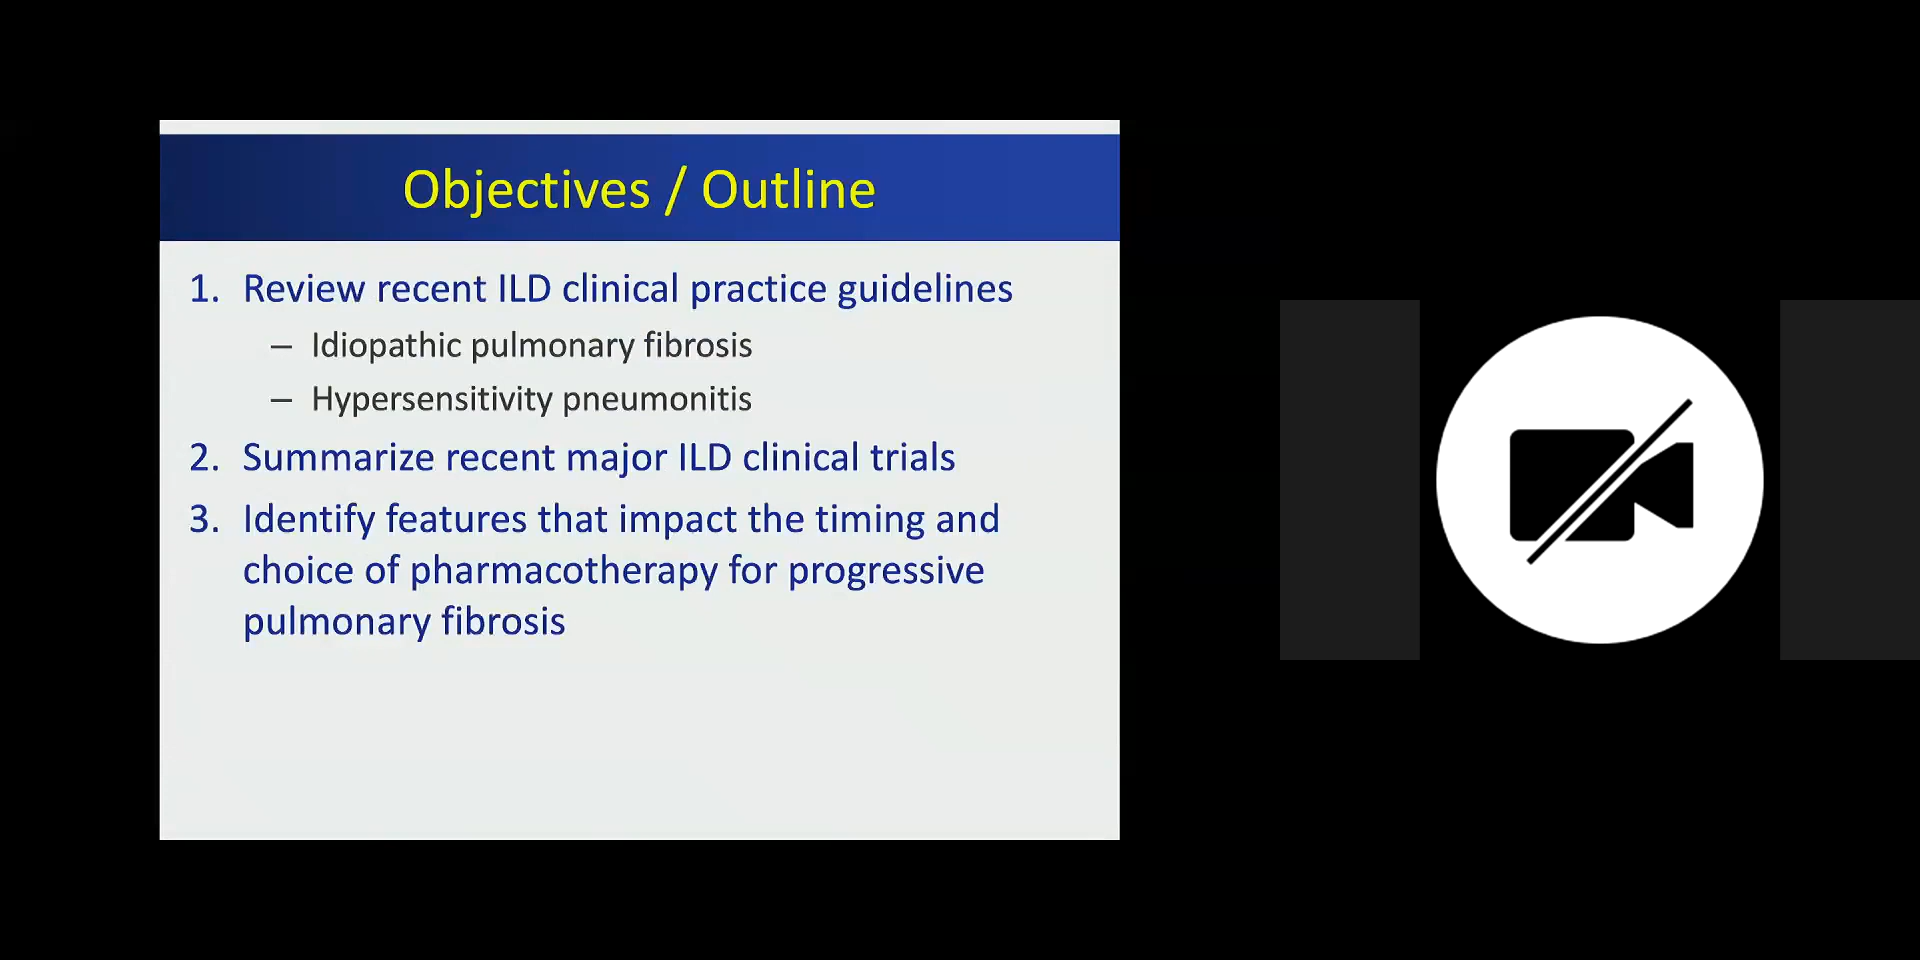 Objectives / Outline
1. Review recent ILD clinical practice guidelines
– Idiopathic pulmonary fibrosis
– Hypersensitivity pneumonitis
2. Summarize recent major ILD clinical trials
3. Identify features that impact the timing and
choice of pharmacotherapy for progressive
pulmonary fibrosis